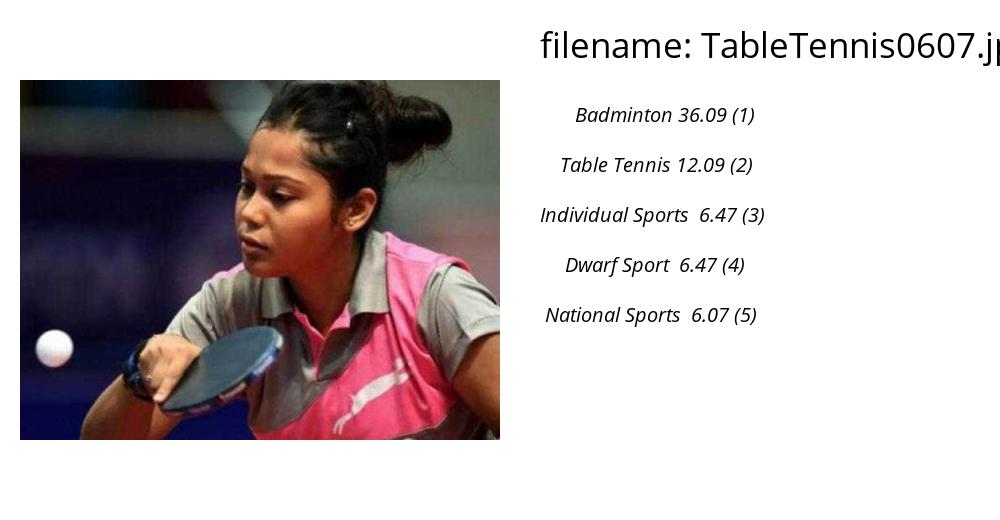 filename: TableTennis0607.jp
Badminton 36.09 (1)
Table Tennis 12.09 (2)
Individual Sports 6.47 (3)
Dwarf Sport 6.47 (4)
National Sports 6.07 (5)